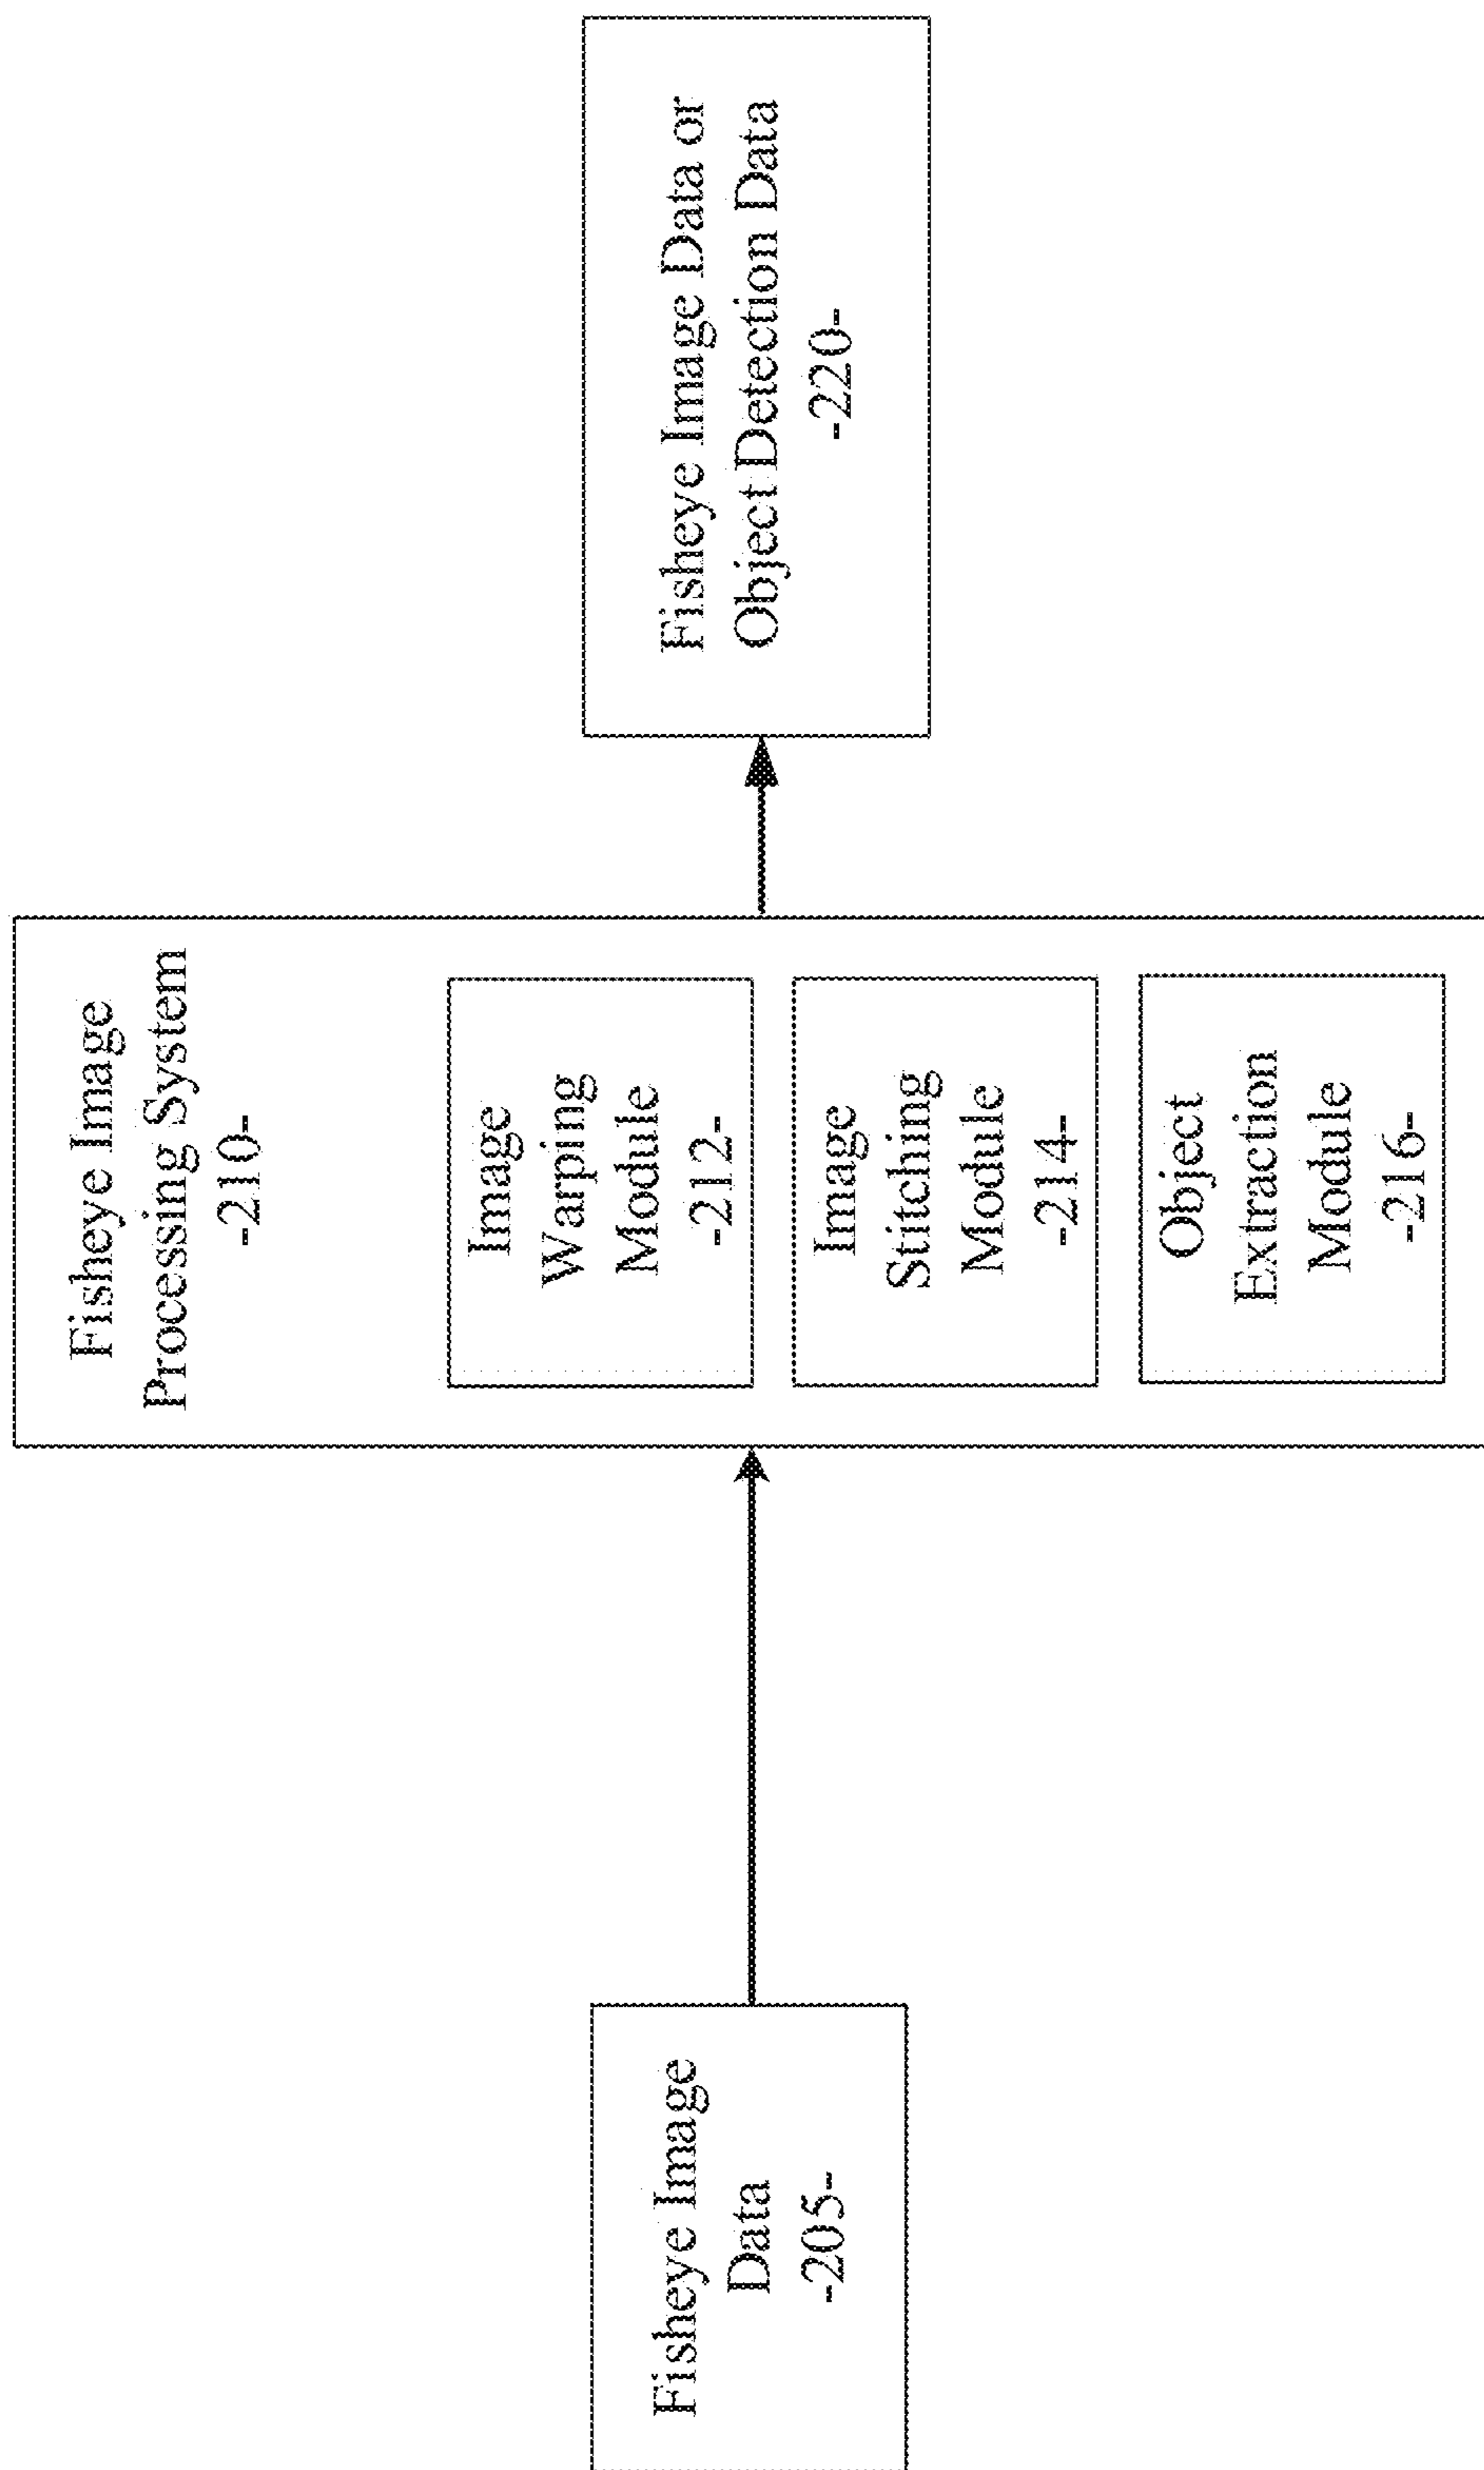 Fisheye Image
Data
-205-
Fisheye Image
Processing System
-210-
Image
Warping
Module
-212-
Image
Stitching
Module
-214-
Object
Extraction
Module
-216-
Fisheye Image Data or
Object Detection Data
-220-